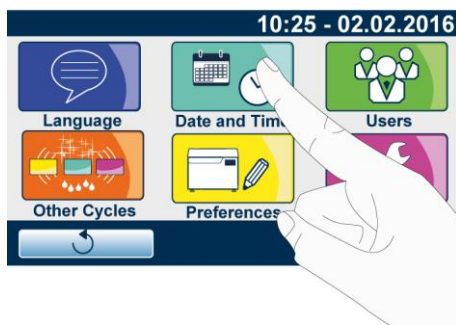 10:25 - 02.02.2016
Language
Date and Time
Users
Other Cycles
Preferences